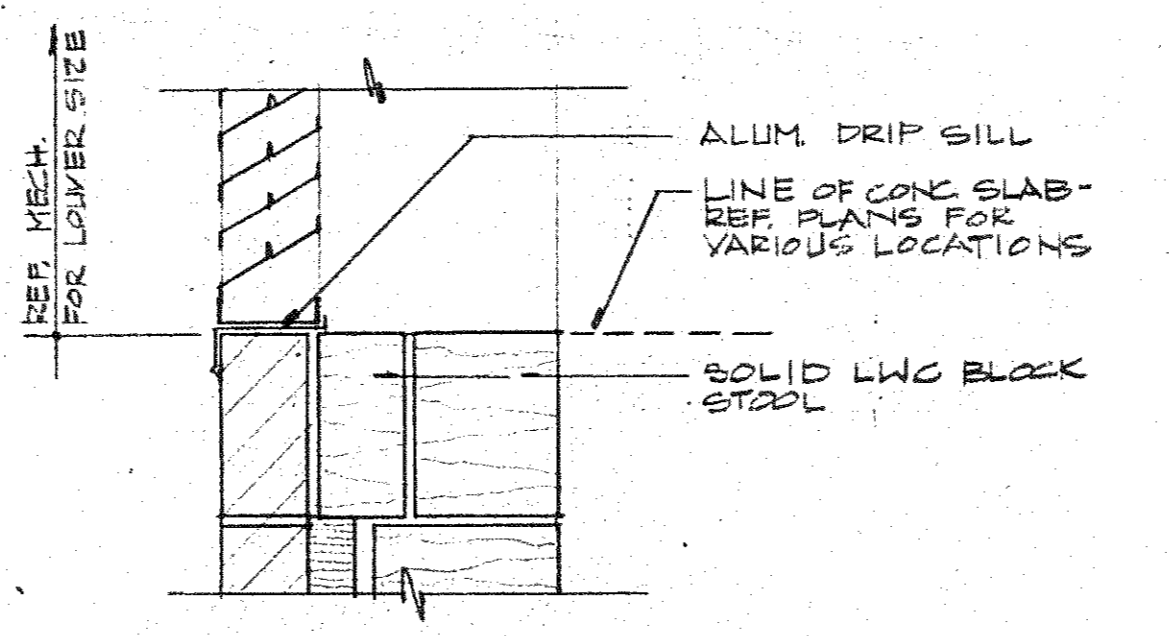 REF. MECH.
FOR LOUVER SIZE
ALUM. DRIP SILL
LINE OF CONC. SLAB-
REF. PLANS FOR
VARIOUS LOCATIONS
SOLID LWC BLOCK
STOOL